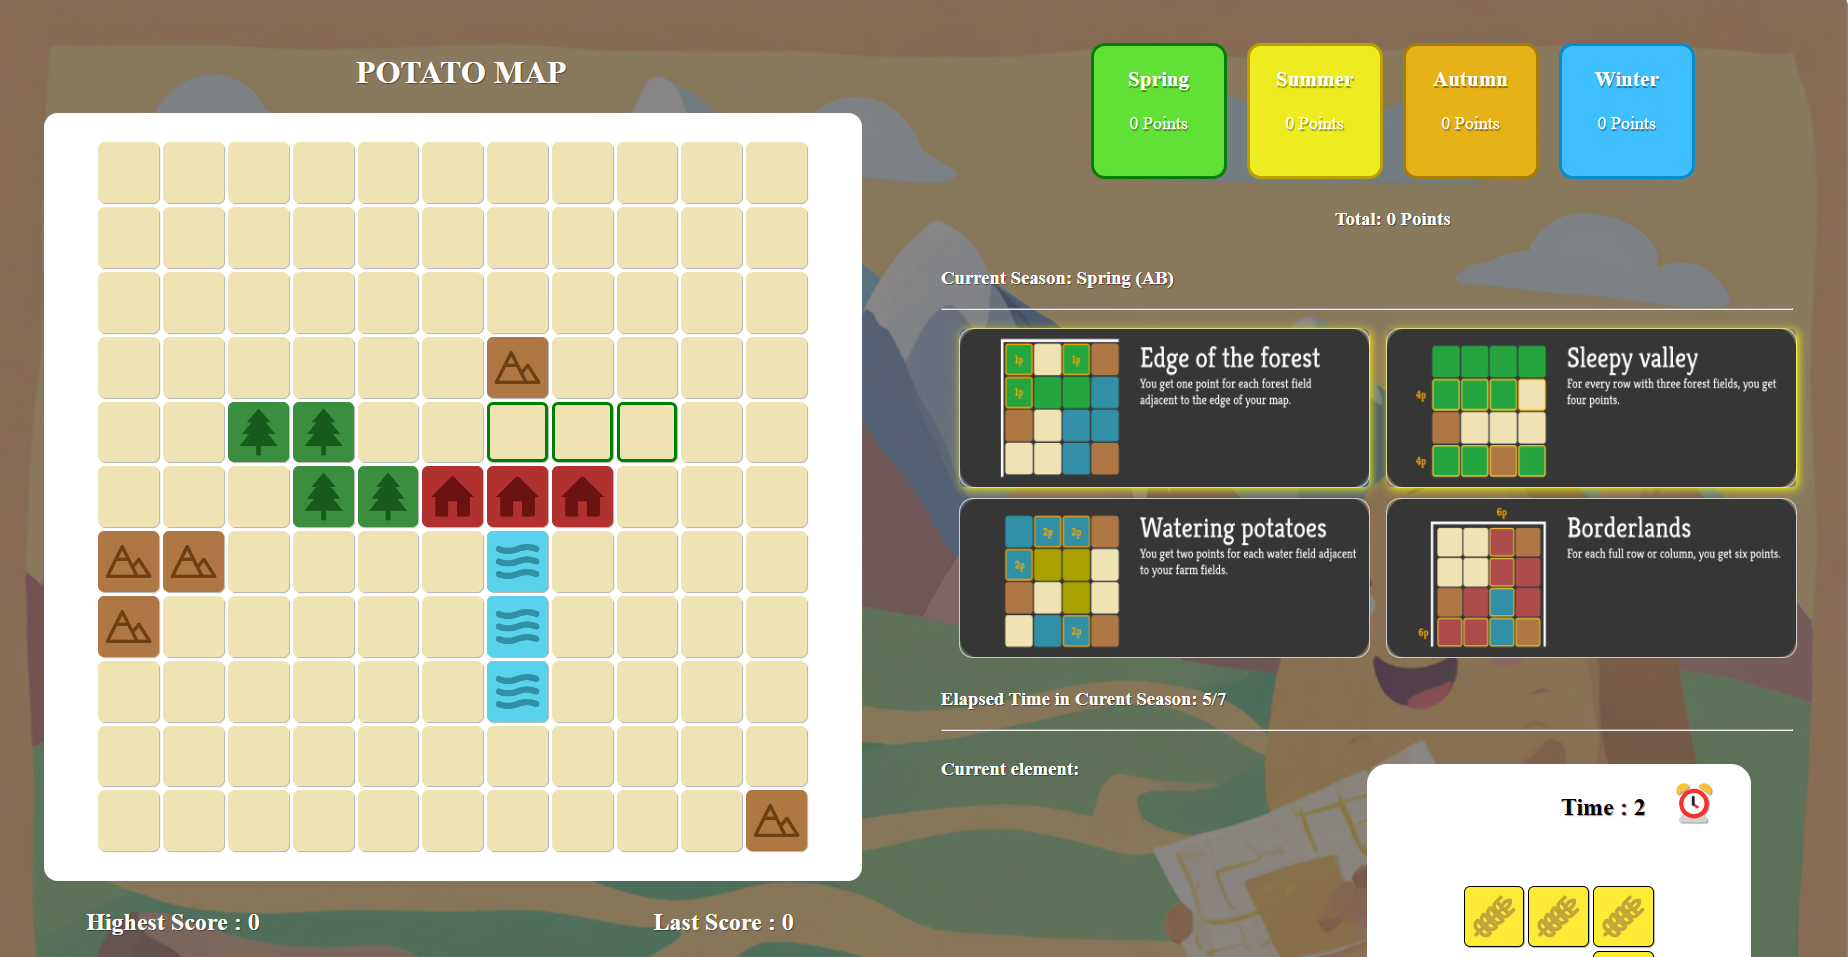 POTATO MAP
Spring
0 Points
Summer
0 Points
Autumn
0 Points
Winter
0 Points
Total: 0 Points
Current Season: Spring (AB)
1p
1p
1p
Edge of the forest
You get one point for each forest field
adjacent to the edge of your map.
4p
4p
Sleepy valley
For every row with three forest fields, you get
four points.
2p
2p
2p
2p
Watering potatoes
You get two points for each water field adjacent
to your farm fields.
6p
6p
Borderlands
For each full row or column, you get six points.
Elapsed Time in Curent Season: 5/7
Current element:
Time : 2
Highest Score : 0
Last Score : 0